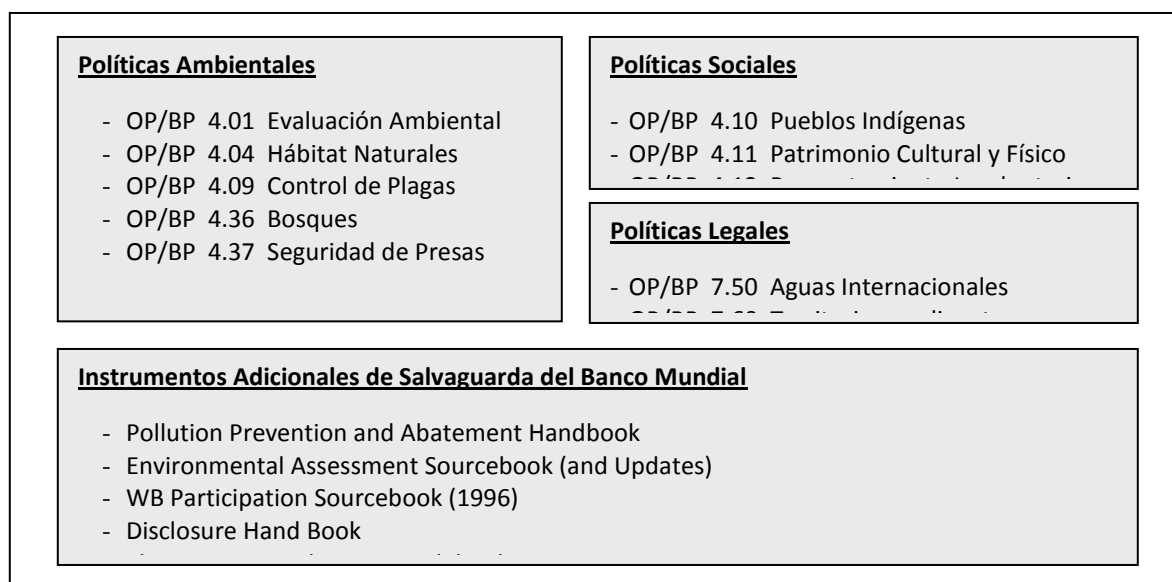 Políticas Ambientales
- OP/BP 4.01 Evaluación Ambiental
- OP/BP 4.04 Hábitat Naturales
- OP/BP 4.09 Control de Plagas
- OP/BP 4.36 Bosques
- OP/BP 4.37 Seguridad de Presas
Políticas Sociales
- OP/BP 4.10 Pueblos Indígenas
- OP/BP 4.11 Patrimonio Cultural y Físico
Políticas Legales
- OP/BP 7.50 Aguas Internacionales
Instrumentos Adicionales de Salvaguarda del Banco Mundial
- Pollution Prevention and Abatement Handbook
- Environmental Assessment Sourcebook (and Updates)
- WB Participation Sourcebook (1996)
- Disclosure Hand Book